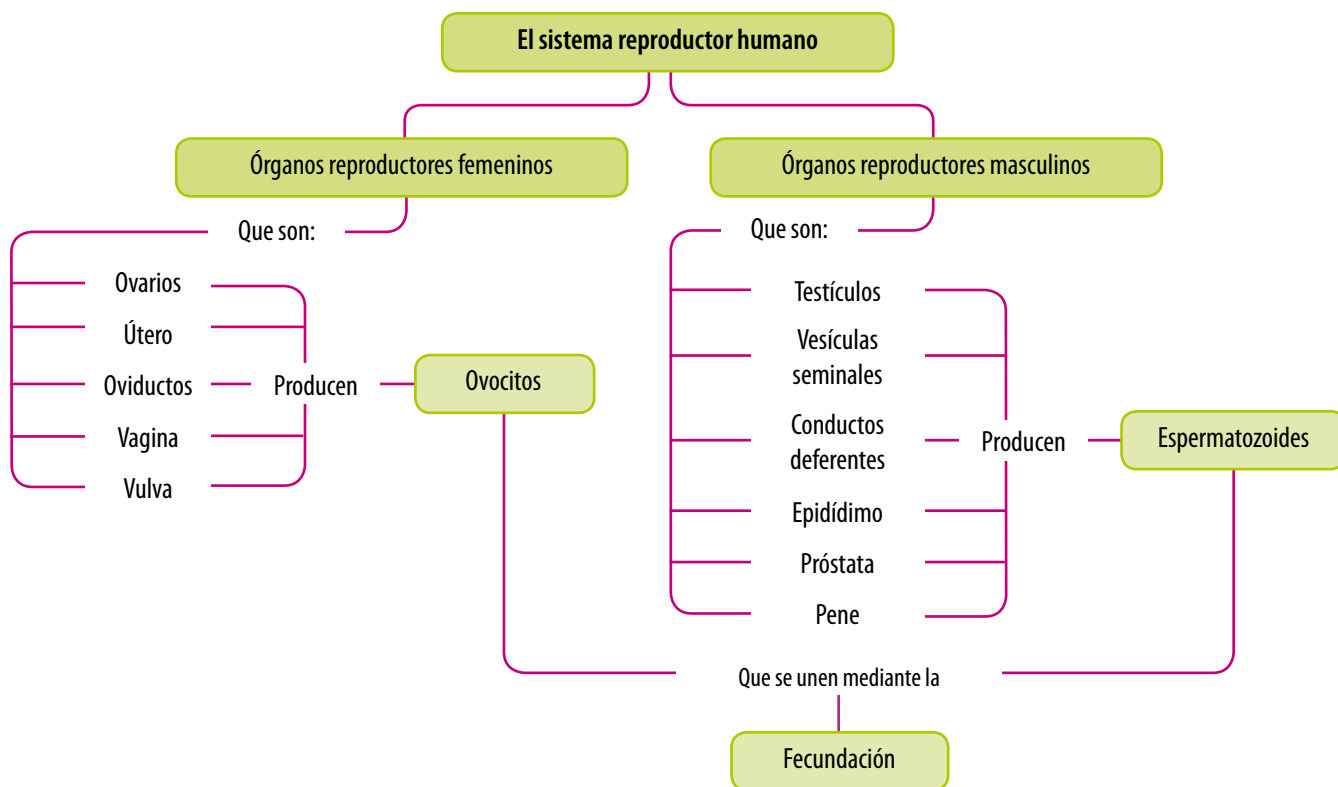 El sistema reproductor humano
Órganos reproductores femeninos
Órganos reproductores masculinos
Que son:
Ovarios
Útero
Oviductos
Vagina
Vulva
Producen
Ovocitos
Que son:
Testículos
Vesículas
seminales
Conductos
deferentes
Epidídimo
Próstata
Pene
Producen
Espermatozoides
Que se unen mediante la
Fecundación